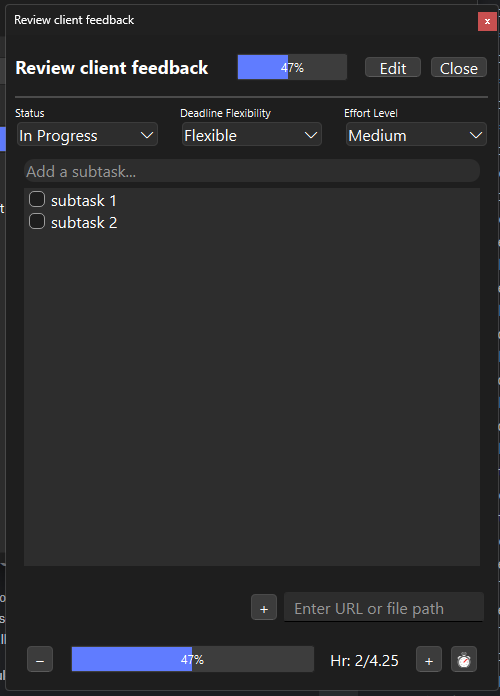 Review client feedback
x
Review client feedback 47% Edit Close
Status Deadline Flexibility Effort Level
In Progress Flexible Medium
Add a subtask...
subtask 1
subtask 2
+ Enter URL or file path
− 47% Hr: 2/4.25 +